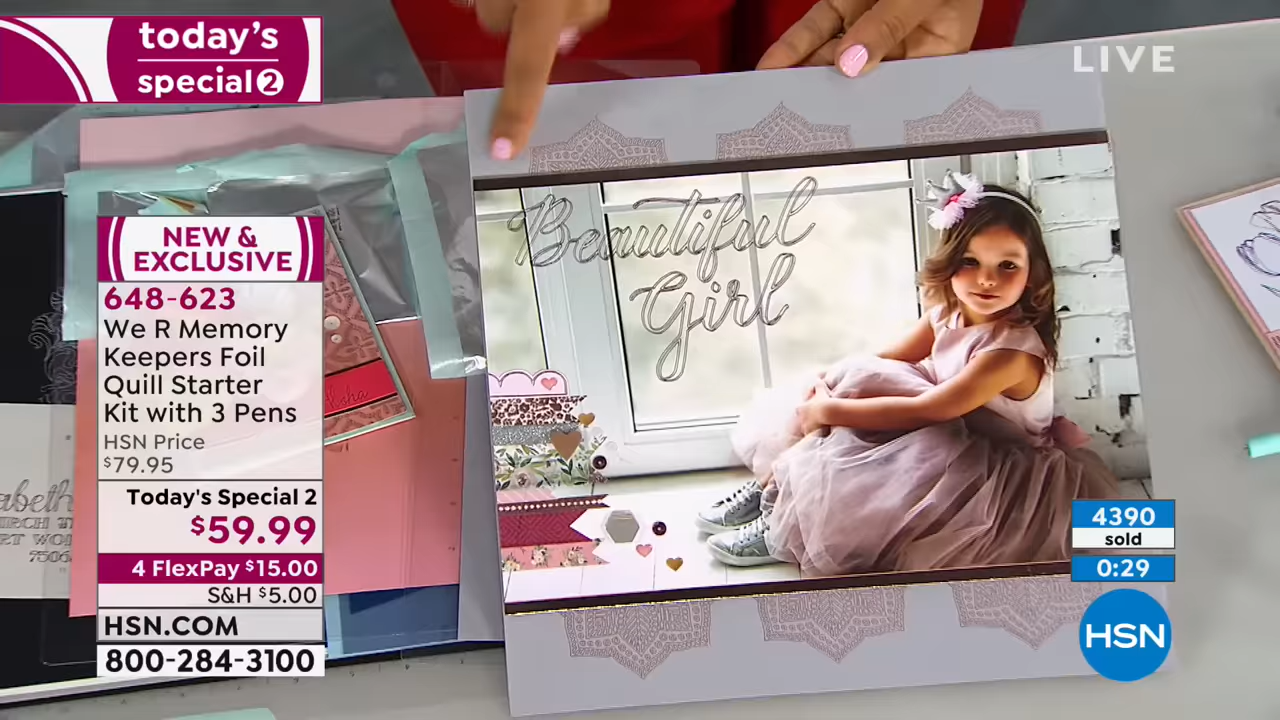 today's
special 2
LIVE
NEW &
EXCLUSIVE
648-623
We R Memory
Keepers Foil
Quill Starter
Kit with 3 Pens
HSN Price
$79.95
Today's Special 2
$59.99
4 FlexPay $15.00
S&H $5.00
HSN.COM
800-284-3100
Beautiful
Girl
4390
sold
0:29
HSN